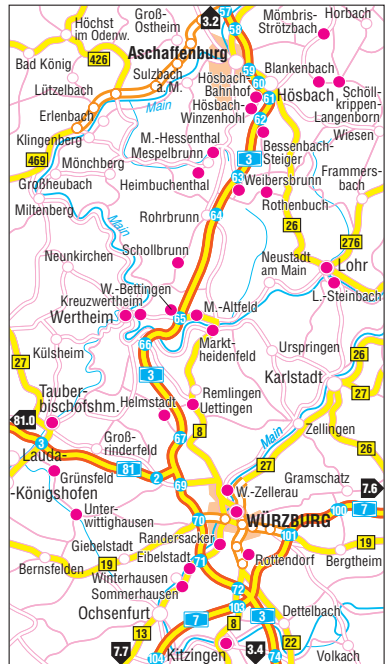 Groß-
Ostheim
3.2
57
58
Mömbris-
Strötzbach
Horbach
Höchst
im Odenw.
Aschaffenburg
426
Bad König
Sulzbach
a. M.
Hösbach-
Bahnhof
59
60
61
Blankenbach
Lützelbach
Main
Hösbach
Schöll-
krippen-
Langenborn
Erlenbach
Hösbach-
Winzenhohl
62
Klingenberg
Wiesen
M.-Hessenthal
Bessenbach-
Steiger
469
Mönchberg
Mespelbrunn
3
Großheubach
Heimbuchenthal
63
Weibersbrunn
Frammers-
bach
Rothenbuch
Miltenberg
Main
Rohrbrunn
64
26
276
Schollbrunn
Neunkirchen
Neustadt
am Main
Lohr
W.-Bettingen
Kreuzwertheim
M.-Altfeld
L.-Steinbach
Wertheim
65
Markt-
heidenfeld
66
Külsheim
Urspringen
26
27
3
Karlstadt
Tauber-
bischofshm.
Remlingen
27
Helmstadt
Uettingen
81.0
8
Main
Zellingen
3
Groß-
rinderfeld
67
26
Lauda-
-Königshofen
81
2
27
Grünsfeld
69
Gramschatz
W.-Zellerau
7.6
Unter-
wittighausen
70
WÜRZBURG
100
7
Randersacker
101
Giebelstadt
Eibelstadt
Rottendorf
19
Bernsfelden
19
71
Bergtheim
Winterhausen
Sommerhausen
72
Ochsenfurt
103
3
Dettelbach
7
13
8
22
7.7
104
Kitzingen
3.4
74
Volkach